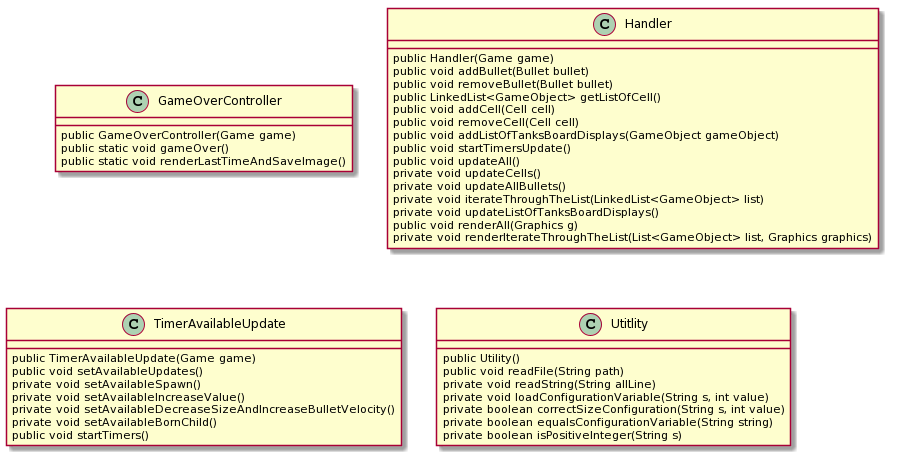 C GameOverController
public GameOverController(Game game)
public static void gameOver()
public static void renderLastTimeAndSaveImage()
C Handler
public Handler(Game game)
public void addBullet(Bullet bullet)
public void removeBullet(Bullet bullet)
public LinkedList<GameObject> getListOfCell()
public void addCell(Cell cell)
public void removeCell(Cell cell)
public void addListOfTanksBoardDisplays(GameObject gameObject)
public void startTimersUpdate()
public void updateAll()
private void updateCells()
private void updateAllBullets()
private void iterateThroughTheList(LinkedList<GameObject> list)
private void updateListOfTanksBoardDisplays()
public void renderAll(Graphics g)
private void renderIterateThroughTheList(List<GameObject> list, Graphics graphics)
C TimerAvailableUpdate
public TimerAvailableUpdate(Game game)
public void setAvailableUpdates()
private void setAvailableSpawn()
private void setAvailableIncreaseValue()
private void setAvailableDecreaseSizeAndIncreaseBulletVelocity()
private void setAvailableBornChild()
public void startTimers()
C Utitlity
public Utility()
public void readFile(String path)
private void readString(String allLine)
private void loadConfigurationVariable(String s, int value)
private boolean correctSizeConfiguration(String s, int value)
private boolean equalsConfigurationVariable(String string)
private boolean isPositiveInteger(String s)